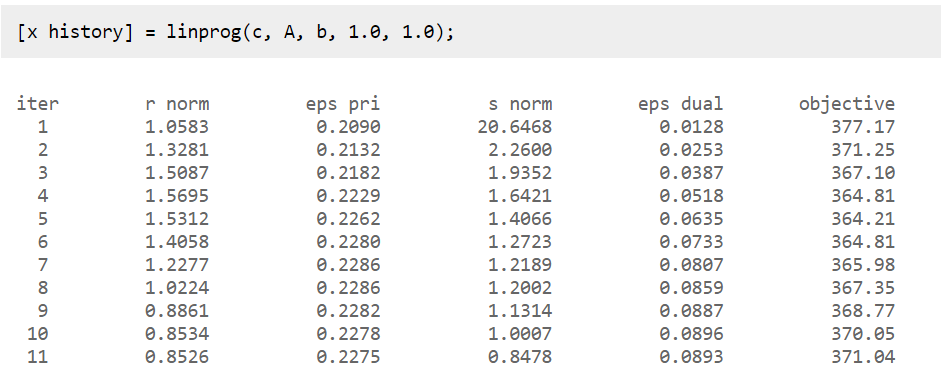 [x history] = linprog(c, A, b, 1.0, 1.0);
iter r norm eps pri s norm eps dual objective
1 1.0583 0.2090 20.6468 0.0128 377.17
2 1.3281 0.2132 2.2600 0.0253 371.25
3 1.5087 0.2182 1.9352 0.0387 367.10
4 1.5695 0.2229 1.6421 0.0518 364.81
5 1.5312 0.2262 1.4066 0.0635 364.21
6 1.4058 0.2280 1.2723 0.0733 364.81
7 1.2277 0.2286 1.2189 0.0807 365.98
8 1.0224 0.2286 1.2002 0.0859 367.35
9 0.8861 0.2282 1.1314 0.0887 368.77
10 0.8534 0.2278 1.0007 0.0896 370.05
11 0.8526 0.2275 0.8478 0.0893 371.04